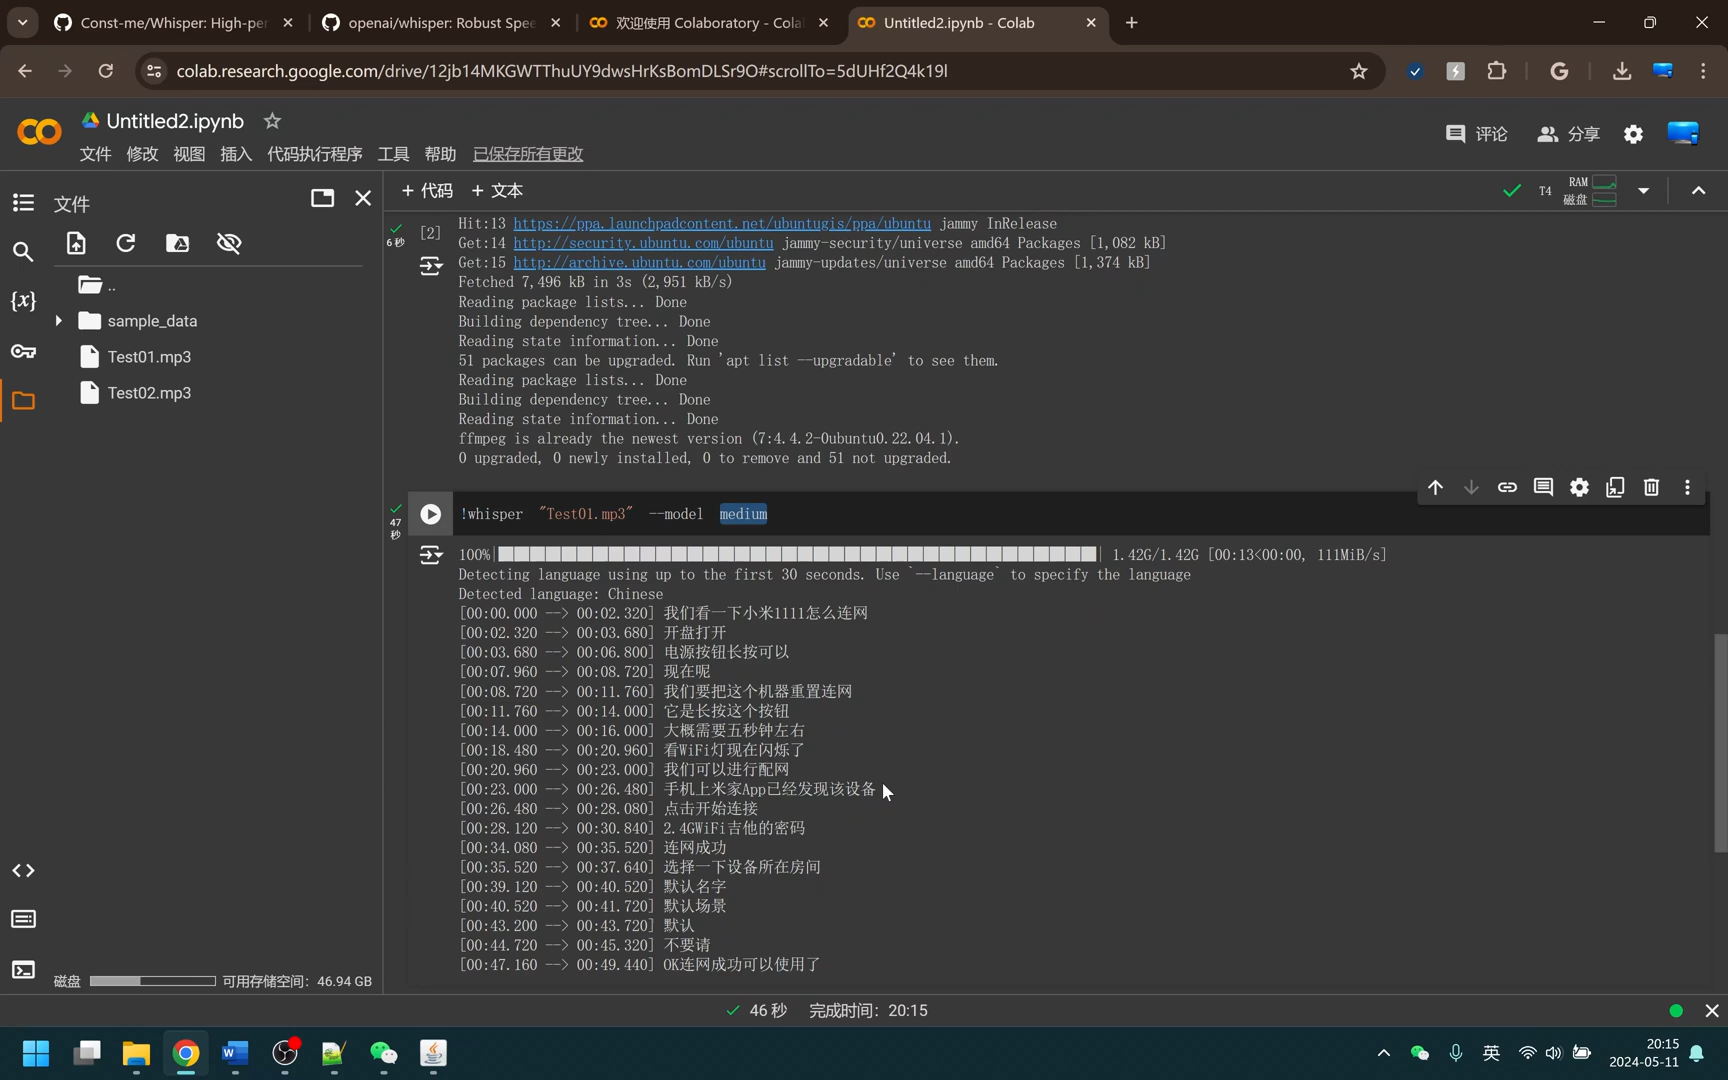 Const-me/Whisper: High-per
openai/whisper: Robust Spee
欢迎使用 Colaboratory - Cola
Untitled2.ipynb - Colab
colab.research.google.com/drive/12jb14MKGWTThuUY9dwsHrKsBomDLSr9O#scrollTo=5dUHf2Q4k19l
Untitled2.ipynb
评论
分享
文件 修改 视图 插入 代码执行程序 工具 帮助 已保存所有更改
文件
+ 代码 + 文本
T4
RAM
磁盘
..
sample_data
Test01.mp3
Test02.mp3
6秒
[2]
Hit:13 https://ppa.launchpadcontent.net/ubuntugis/ppa/ubuntu jammy InRelease
Get:14 http://security.ubuntu.com/ubuntu jammy-security/universe amd64 Packages [1,082 kB]
Get:15 http://archive.ubuntu.com/ubuntu jammy-updates/universe amd64 Packages [1,374 kB]
Fetched 7,496 kB in 3s (2,951 kB/s)
Reading package lists... Done
Building dependency tree... Done
Reading state information... Done
51 packages can be upgraded. Run 'apt list --upgradable' to see them.
Reading package lists... Done
Building dependency tree... Done
Reading state information... Done
ffmpeg is already the newest version (7:4.4.2-0ubuntu0.22.04.1).
0 upgraded, 0 newly installed, 0 to remove and 51 not upgraded.
47
秒
!whisper "Test01.mp3" --model medium
100% 1.42G/1.42G [00:13<00:00, 111MiB/s]
Detecting language using up to the first 30 seconds. Use `--language` to specify the language
Detected language: Chinese
[00:00.000 --> 00:02.320] 我们看一下小米1111怎么连网
[00:02.320 --> 00:03.680] 开盘打开
[00:03.680 --> 00:06.800] 电源按钮长按可以
[00:07.960 --> 00:08.720] 现在呢
[00:08.720 --> 00:11.760] 我们要把这个机器重置连网
[00:11.760 --> 00:14.000] 它是长按这个按钮
[00:14.000 --> 00:16.000] 大概需要五秒钟左右
[00:18.480 --> 00:20.960] 看WiFi灯现在闪烁了
[00:20.960 --> 00:23.000] 我们可以进行配网
[00:23.000 --> 00:26.480] 手机上米家App已经发现该设备
[00:26.480 --> 00:28.080] 点击开始连接
[00:28.120 --> 00:30.840] 2.4GWiFi吉他的密码
[00:34.080 --> 00:35.520] 连网成功
[00:35.520 --> 00:37.640] 选择一下设备所在房间
[00:39.120 --> 00:40.520] 默认名字
[00:40.520 --> 00:41.720] 默认场景
[00:43.200 --> 00:43.720] 默认
[00:44.720 --> 00:45.320] 不要请
[00:47.160 --> 00:49.440] OK连网成功可以使用了
磁盘 可用存储空间: 46.94 GB
46 秒 完成时间: 20:15
英
20:15
2024-05-11